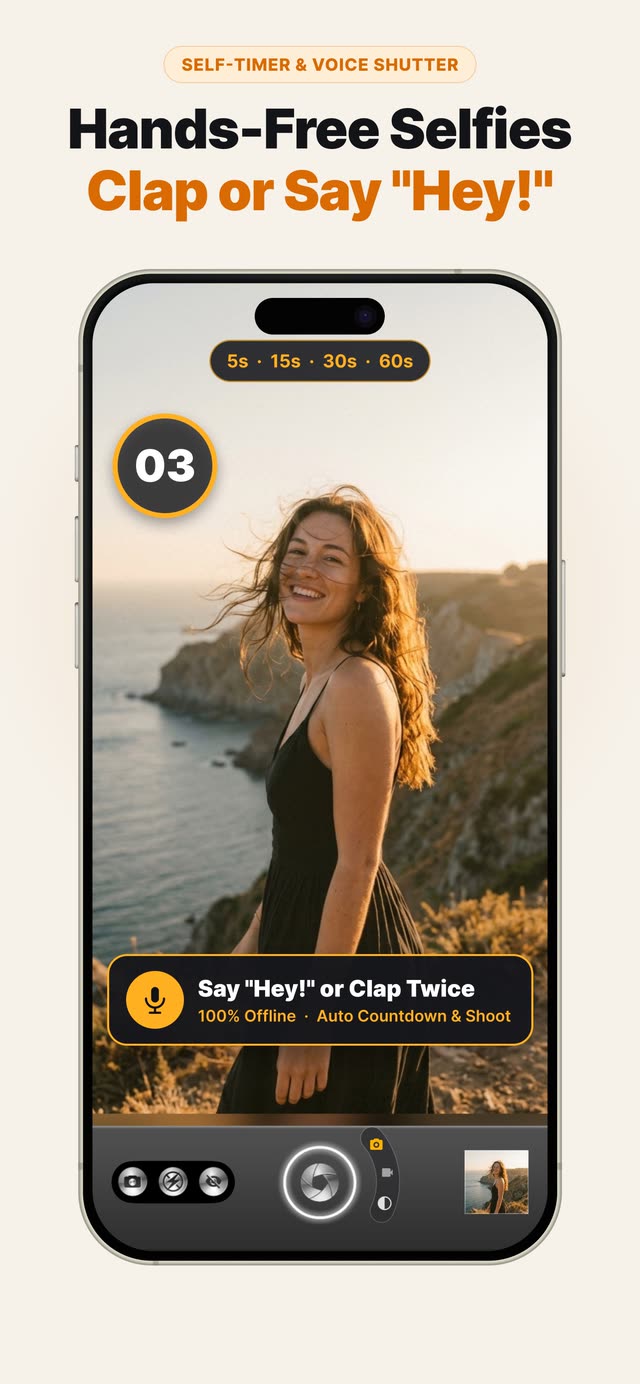 SELF-TIMER & VOICE SHUTTER
Hands-Free Selfies
Clap or Say "Hey!"
5s · 15s · 30s · 60s
03
Say "Hey!" or Clap Twice
100% Offline · Auto Countdown & Shoot